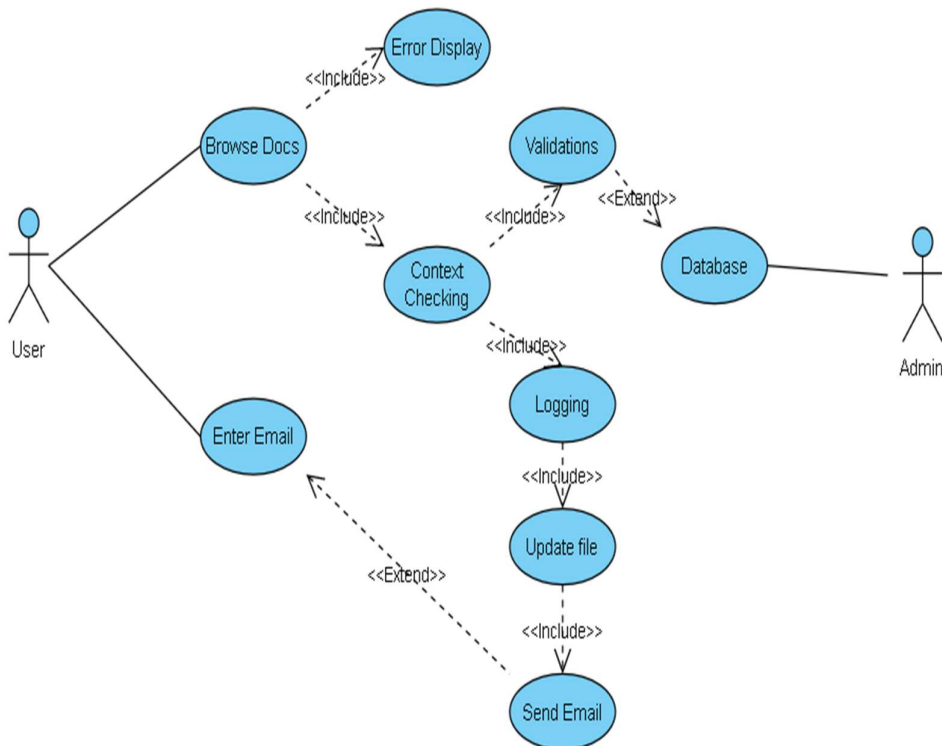 Error Display
<<Include>>
Browse Docs
Validations
<<Include>>
<<Include>>
<<Extend>>
Context
Checking
Database
User
<<Include>>
Admin
Logging
Enter Email
<<Include>>
Update file
<<Extend>>
<<Include>>
Send Email